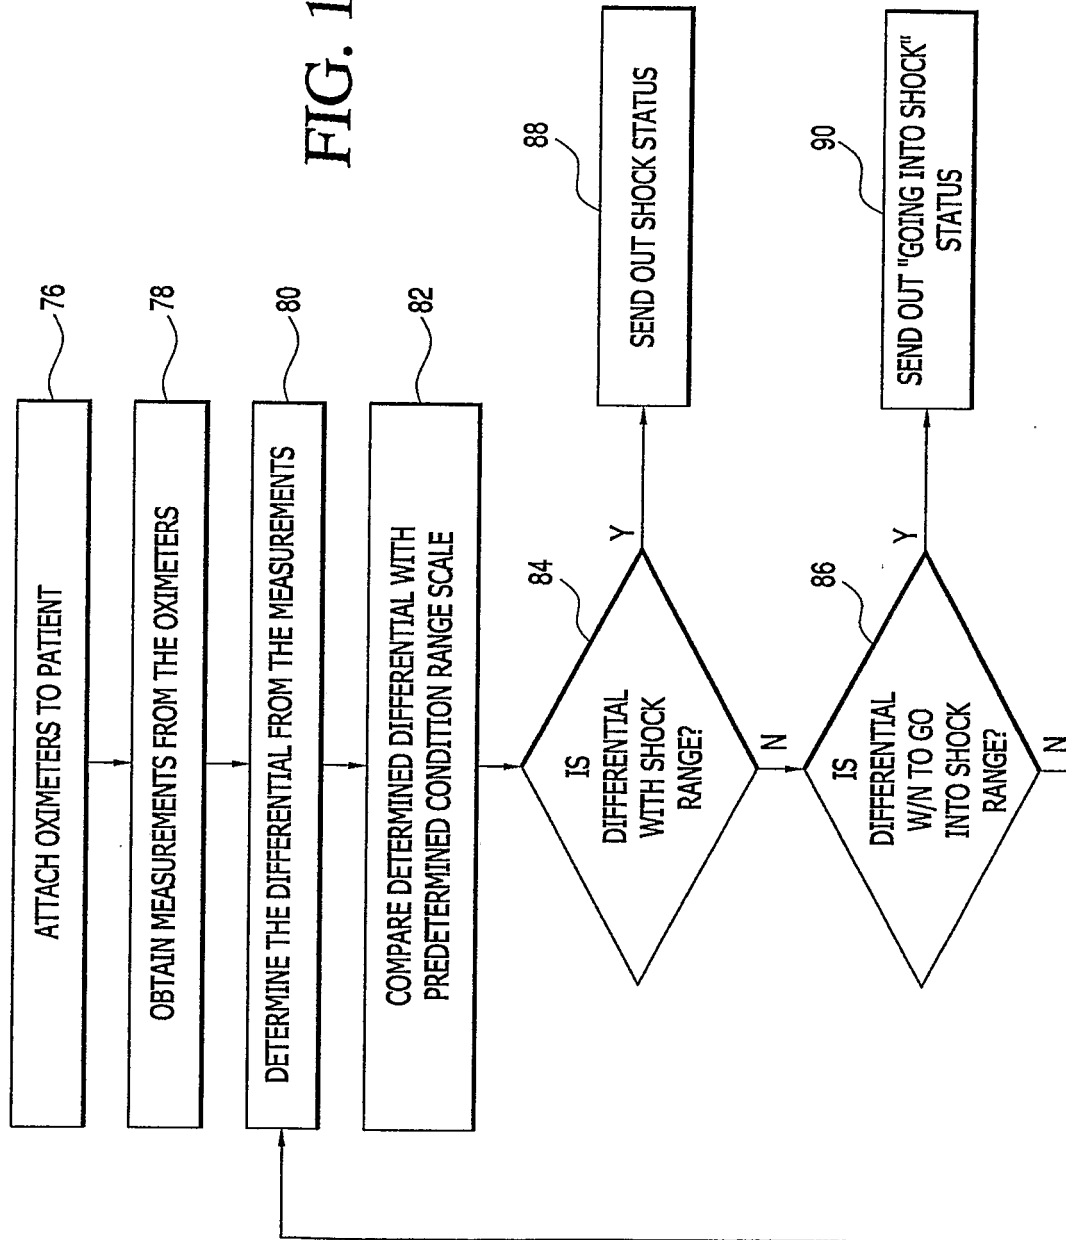 FIG. 1
ATTACH OXIMETERS TO PATIENT
76
OBTAIN MEASUREMENTS FROM THE OXIMETERS
78
DETERMINE THE DIFFERENTIAL FROM THE MEASUREMENTS
80
COMPARE DETERMINED DIFFERENTIAL WITH
PREDETERMINED CONDITION RANGE SCALE
82
IS
DIFFERENTIAL
WITH SHOCK
RANGE?
84
Y
SEND OUT SHOCK STATUS
88
N
IS
DIFFERENTIAL
W/N TO GO
INTO SHOCK
RANGE?
86
Y
SEND OUT "GOING INTO SHOCK"
STATUS
90
N